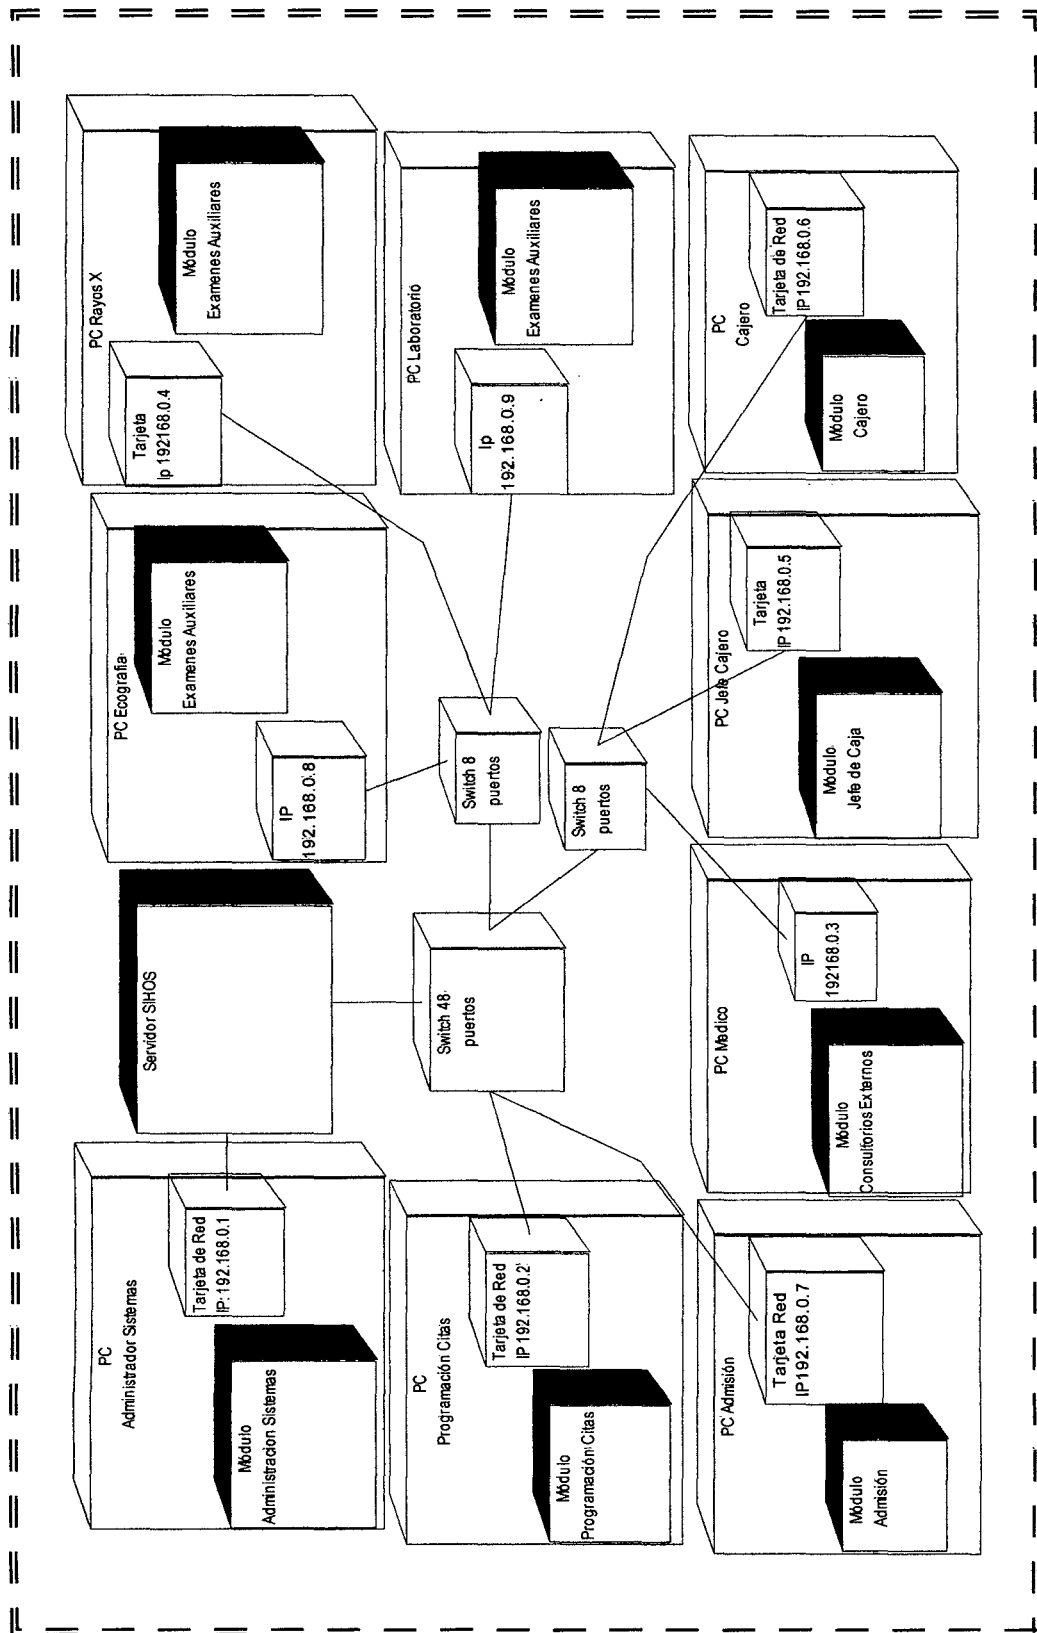 PC
Administrador Sistemas
Tarjeta de Red
IP: 192.168.0.1
Módulo
Administracion Sistemas
Servidor SIHOS
PC Ecografia
IP
192.168.0.8
Módulo
Examenes Auxiliares
PC Rayos X
Tarjeta
Ip 192168.0.4
Módulo
Examenes Auxiliares
PC
Programación Citas
Tarjeta de Red
IP 192.168.0.2
Módulo
Programación Citas
Switch 48
puertos
Switch 8
puertos
Switch 8
puertos
PC Laboratorio
Ip
192.168.0.9
Módulo
Examenes Auxiliares
PC Admisión
Tarjeta Red
IP192.168.0.7
Módulo
Admisión
PC Medico
IP
192168.0.3
Módulo
Consultorios Externos
PC Jefe Cajero
Tarjeta
IP 192.168.0.5
Módulo
Jefe de Caja
PC
Cajero
Tarjeta de Red
IP192.168.0.6
Módulo
Cajero